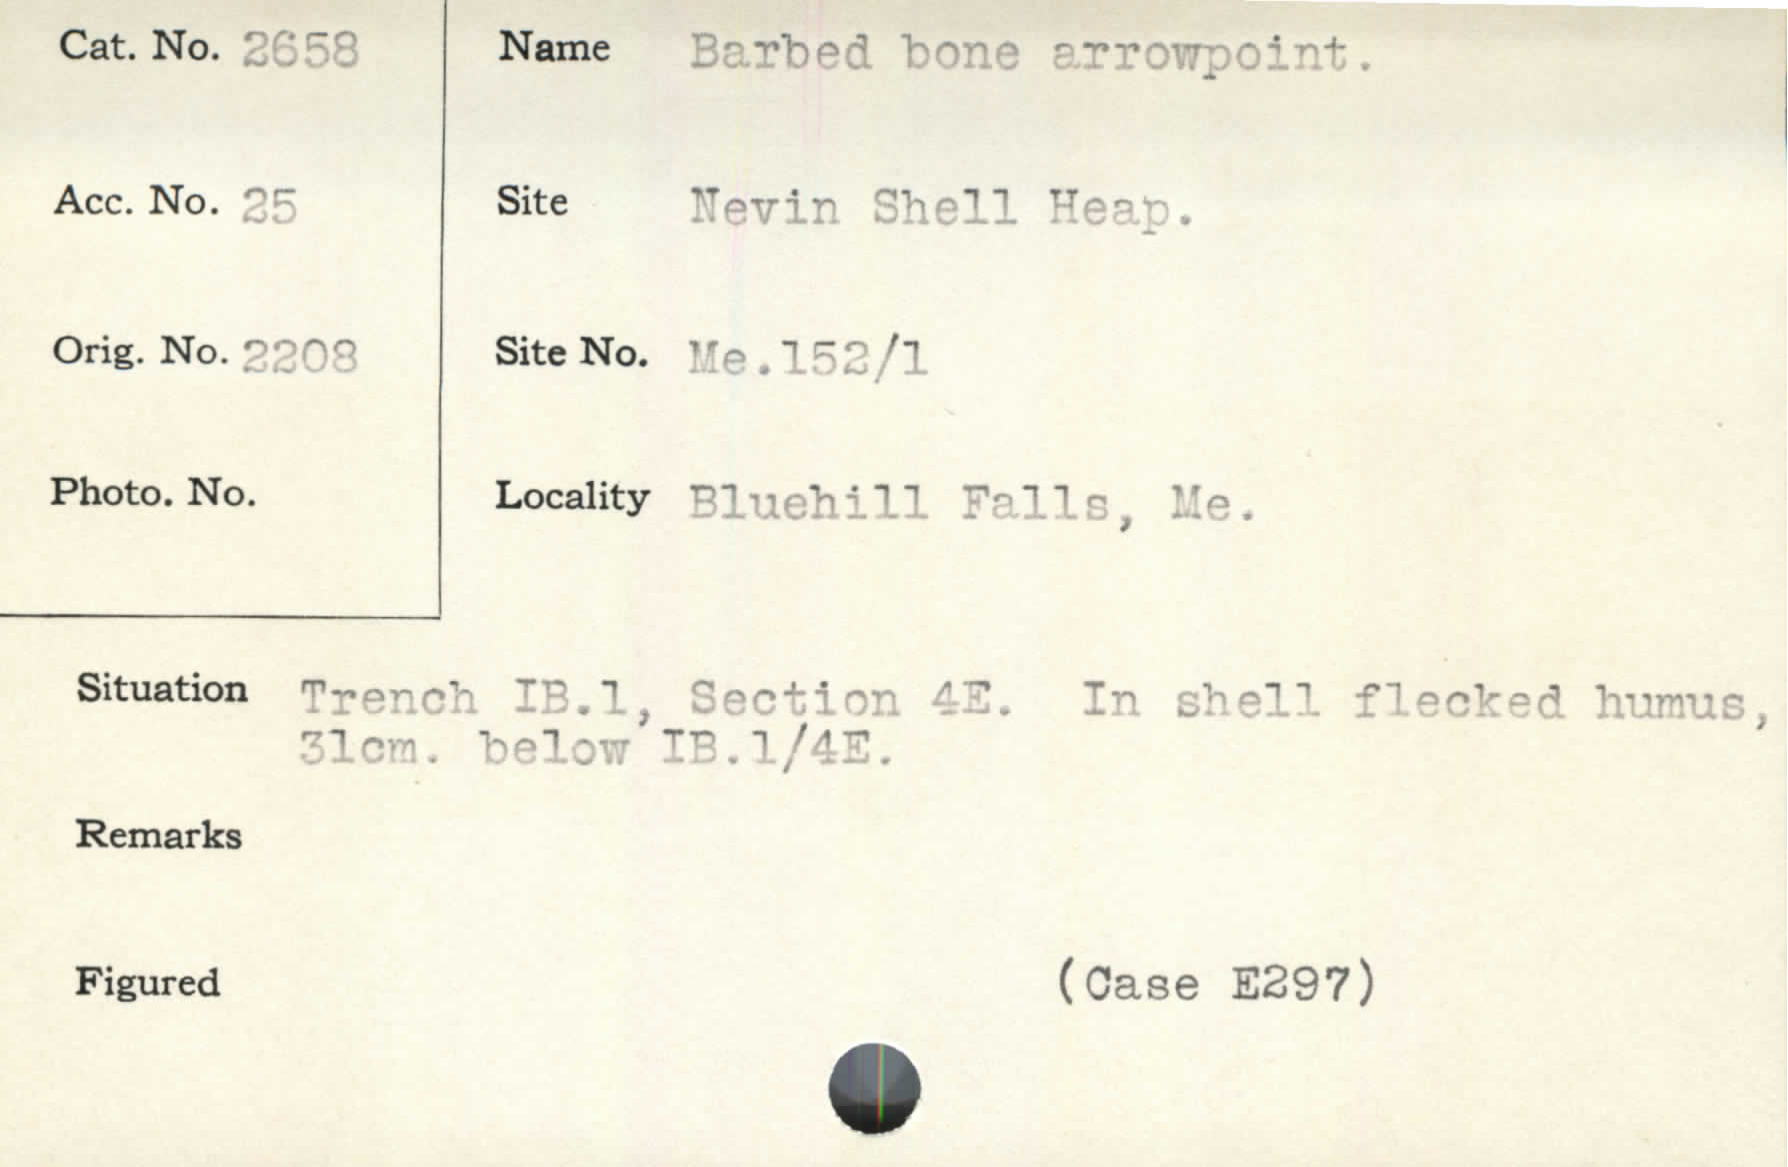 Cat. No. 2658
Acc. No. 25
Orig. No. 2208
Photo. No.
Name Barbed bone arrowpoint.
Site Nevin Shell Heap.
Site No. Me.152/1
Locality Bluehill Falls, Me.
Situation Trench IB.1, Section 4E. In shell flecked humus,
31cm. below IB.1/4E.
Remarks
Figured
(Case E297)